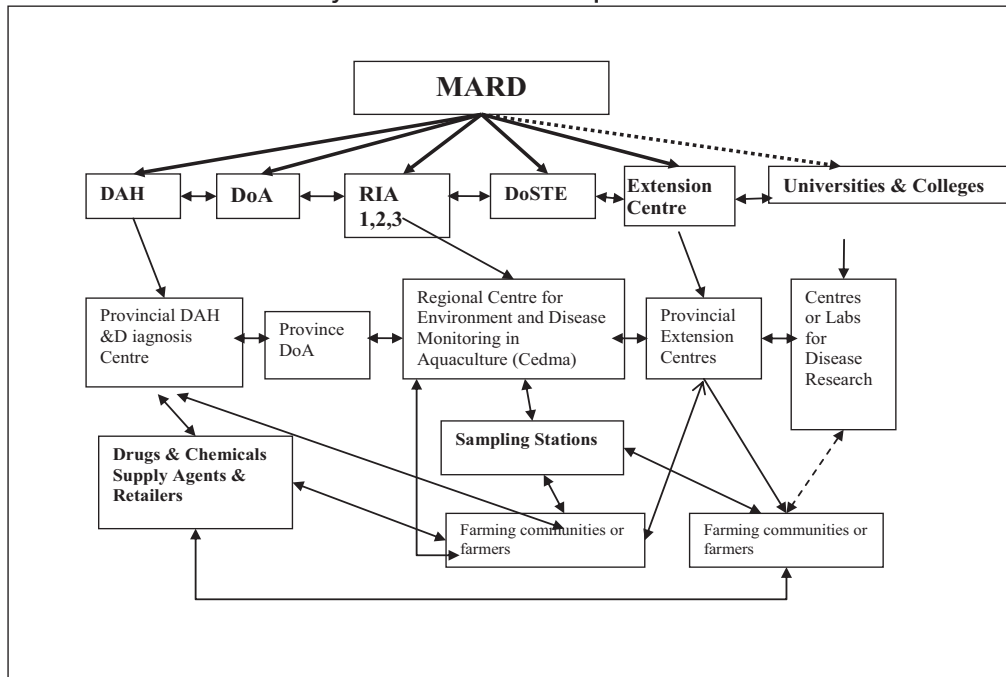 MARD
DAH
DoA
RIA
1,2,3
DoSTE
Extension
Centre
Universities & Colleges
Provincial DAH
&D iagnosis
Centre
Province
DoA
Regional Centre for
Environment and Disease
Monitoring in
Aquaculture (Cedma)
Provincial
Extension
Centres
Centres
or Labs
for
Disease
Research
Drugs & Chemicals
Supply Agents &
Retailers
Sampling Stations
Farming communities or
farmers
Farming communities or
farmers